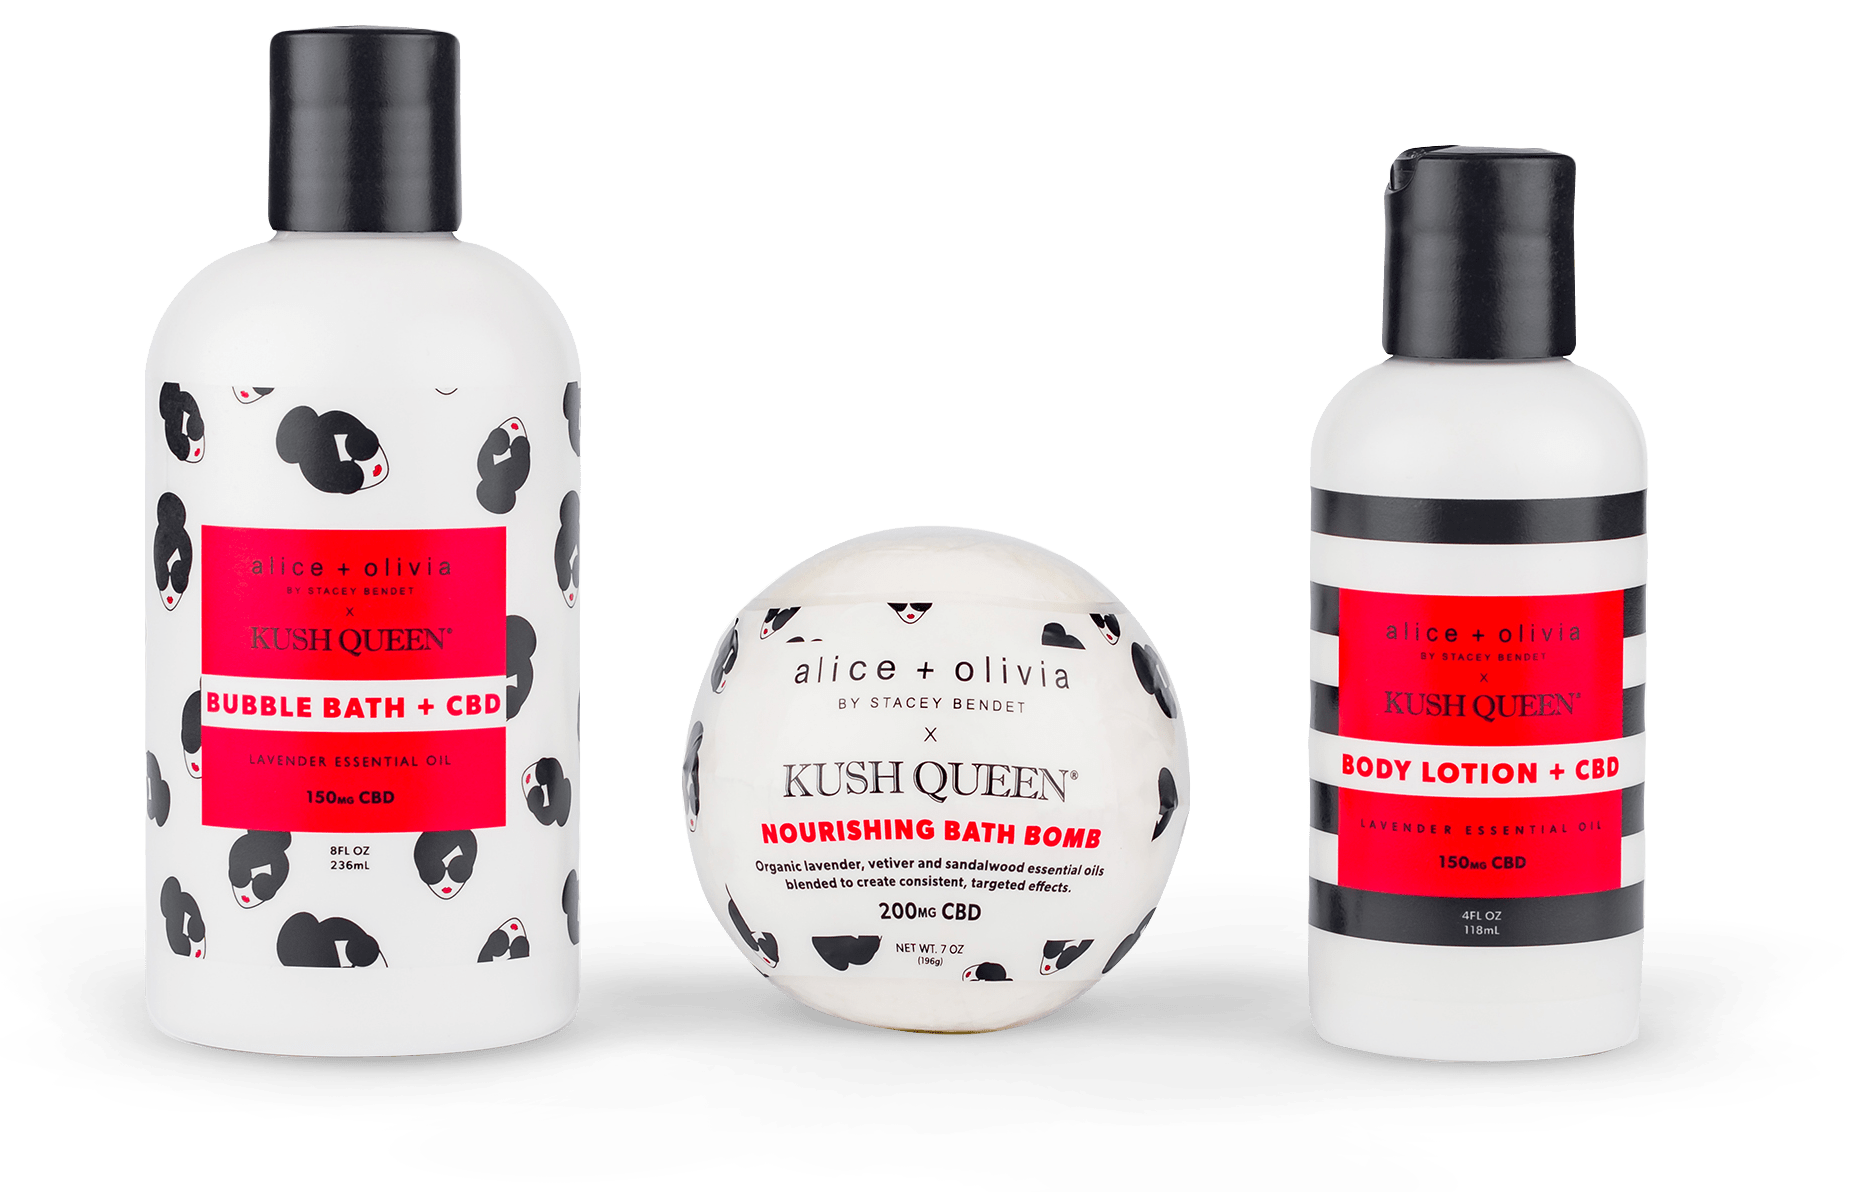 alice + olivia
BY STACEY BENDET
X
KUSH QUEEN®
BUBBLE BATH + CBD
LAVENDER ESSENTIAL OIL
150MG CBD
8FL OZ
236mL
alice + olivia
BY STACEY BENDET
X
KUSH QUEEN®
NOURISHING BATH BOMB
Organic lavender, vetiver and sandalwood essential oils
blended to create consistent, targeted effects.
200MG CBD
NET WT. 7 OZ
(196g)
alice + olivia
BY STACEY BENDET
X
KUSH QUEEN®
BODY LOTION + CBD
LAVENDER ESSENTIAL OIL
150MG CBD
4FL OZ
118mL